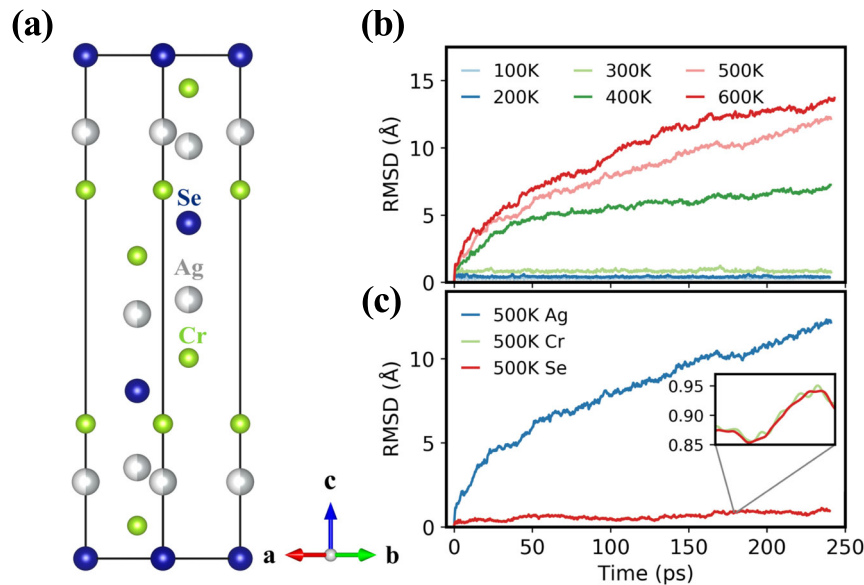 (a)
Se
Ag
Cr
c
a
b
(b)
100K 300K 500K
200K 400K 600K
RMSD (Å)
15
10
5
0
(c)
500K Ag
500K Cr
500K Se
RMSD (Å)
10
5
0
0.95
0.90
0.85
0 50 100 150 200 250
Time (ps)